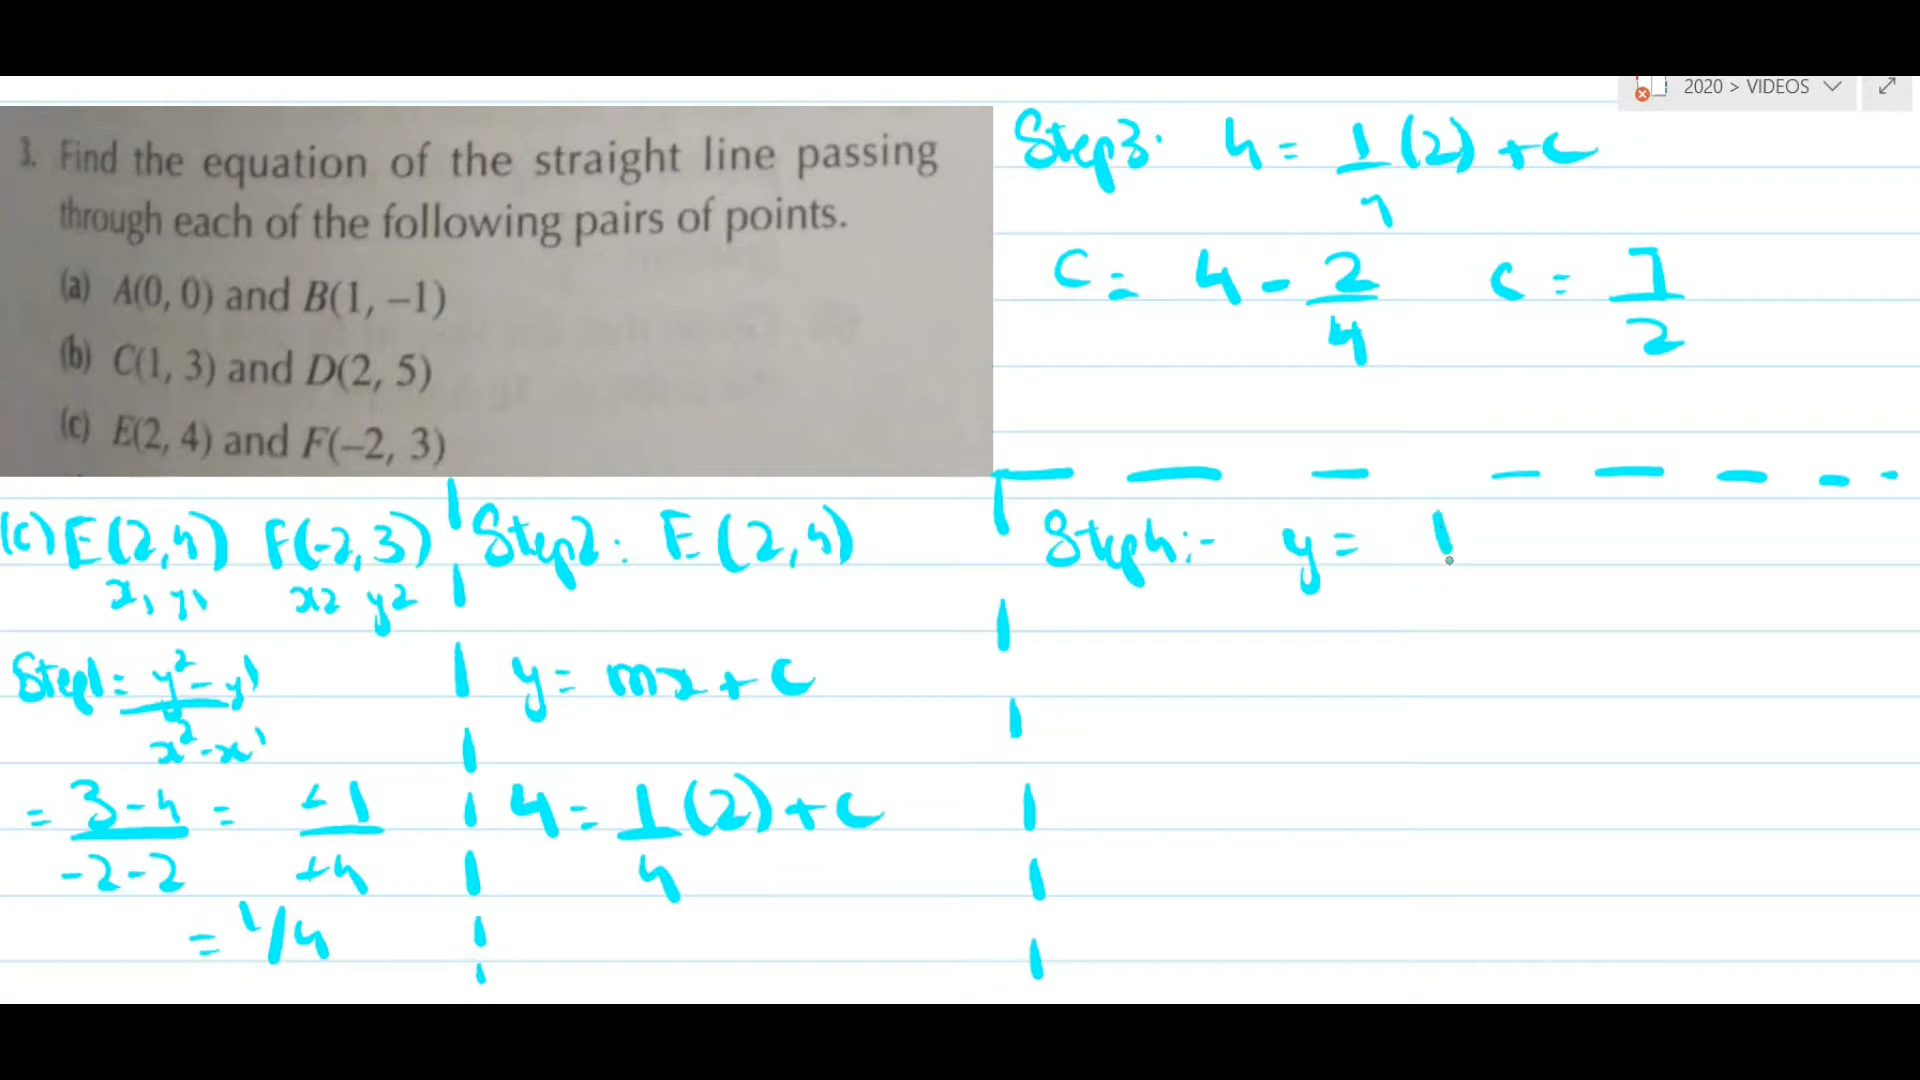 2020 > VIDEOS
3. Find the equation of the straight line passing
through each of the following pairs of points.
(a) A(0, 0) and B(1, –1)
(b) C(1, 3) and D(2, 5)
(c) E(2, 4) and F(–2, 3)
(c) E(2,4) F(-2,3)
x1 y1 x2 y2
Step1: y2-y1
x2-x1
= 3-4 = -1
-2-2 -4
= 1/4
Step2: E(2,4)
y = mx + c
4 = 1 (2) + c
4
Step3: 4 = 1 (2) + c
C = 4 - 2 c = 7
4 2
Step4:- y =